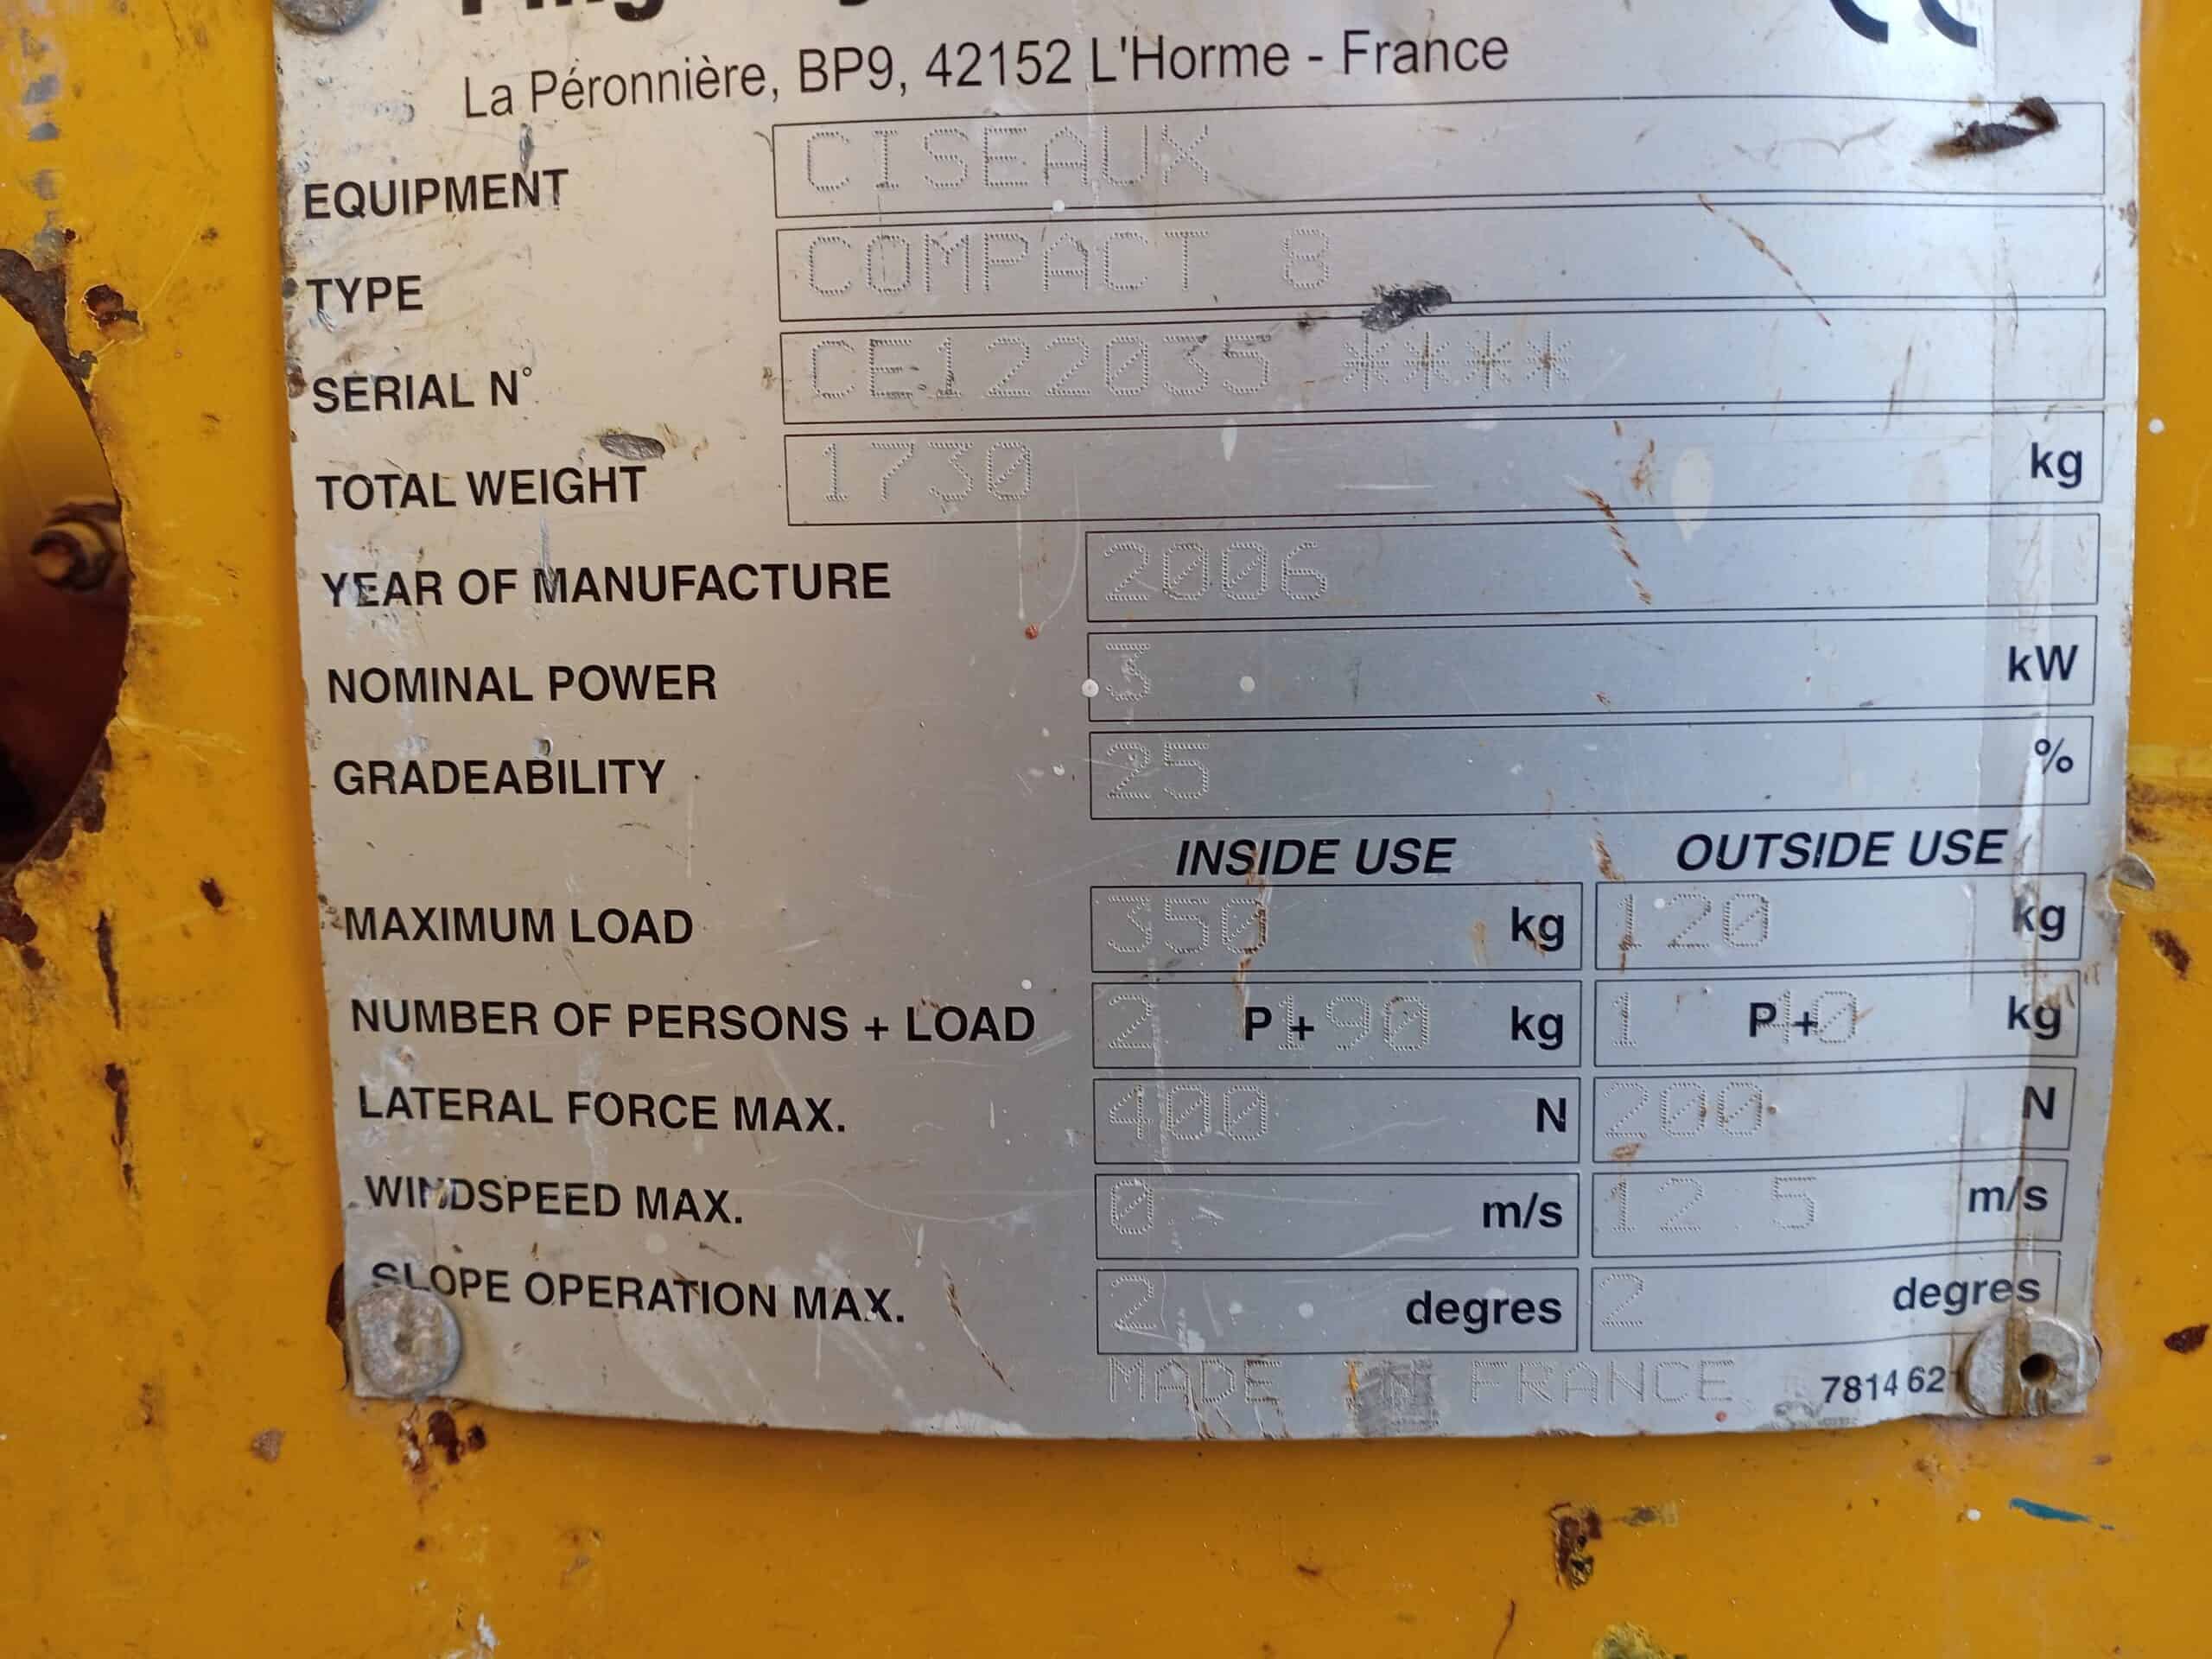 La Péronnière, BP9, 42152 L'Horme - France
EQUIPMENT CISEAUX
TYPE COMPACT 8
SERIAL N° CE122035 ****
TOTAL WEIGHT 1730 kg
YEAR OF MANUFACTURE 2006
NOMINAL POWER 3 kW
GRADEABILITY 25 %
INSIDE USE OUTSIDE USE
MAXIMUM LOAD 350 kg 120 kg
NUMBER OF PERSONS + LOAD 2 P + 190 kg 1 P + 40 kg
LATERAL FORCE MAX. 400 N 200 N
WINDSPEED MAX. 0 m/s 12.5 m/s
SLOPE OPERATION MAX. 2 degres 2 degres
MADE IN FRANCE 781462